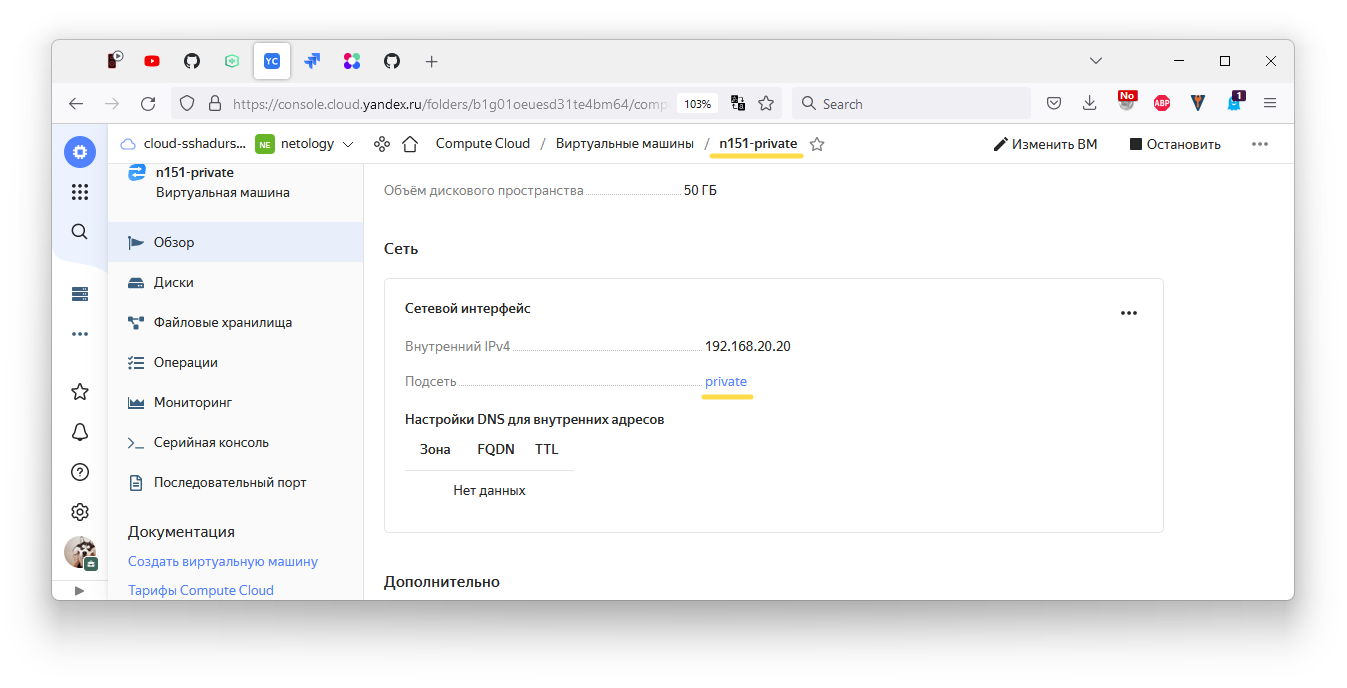 YC
https://console.cloud.yandex.ru/folders/b1g01oeuesd31te4bm64/comp
103%
Search
No
ABP
1
cloud-sshadurs...
NE
netology
Compute Cloud / Виртуальные машины / n151-private
Изменить ВМ
Остановить
n151-private
Виртуальная машина
Обзор
Диски
Файловые хранилища
Операции
Мониторинг
Серийная консоль
Последовательный порт
Документация
Создать виртуальную машину
Тарифы Compute Cloud
Объём дискового пространства 50 ГБ
Сеть
Сетевой интерфейс
Внутренний IPv4 192.168.20.20
Подсеть private
Настройки DNS для внутренних адресов
Зона FQDN TTL
Нет данных
Дополнительно